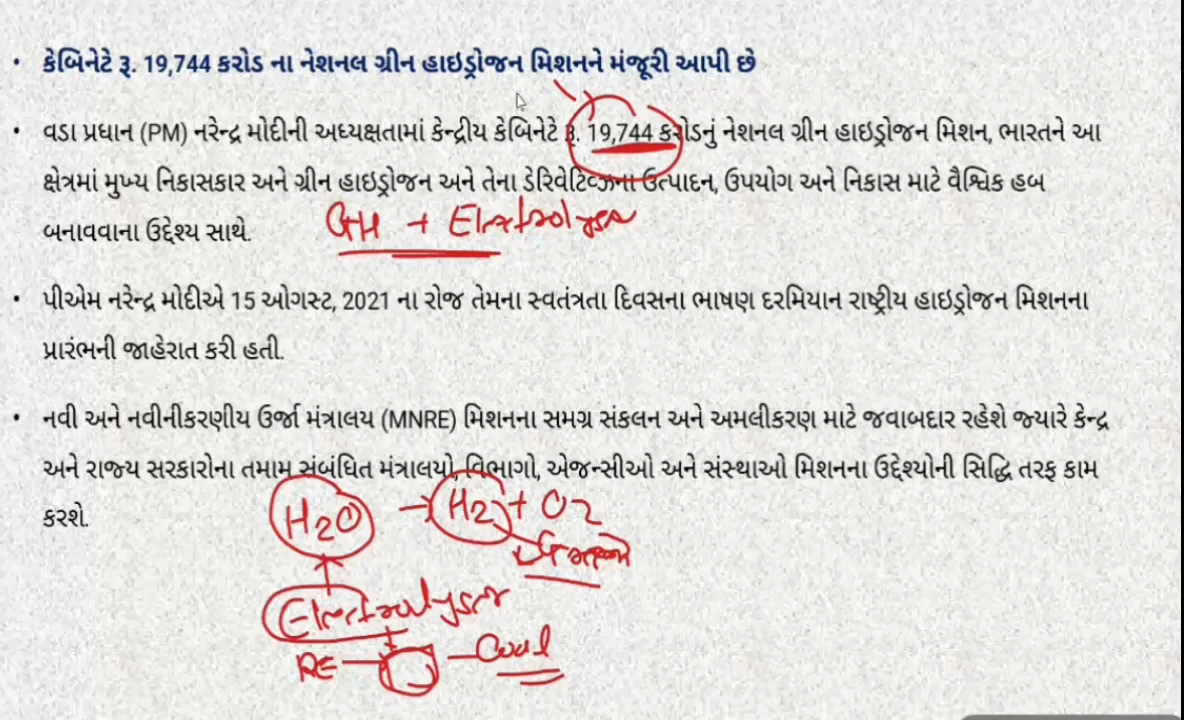 • કેબિનેટે રૂ. 19,744 કરોડ ના નેશનલ ગ્રીન હાઇડ્રોજન મિશનને મંજૂરી આપી છે
• વડા પ્રધાન (PM) નરેન્દ્ર મોદીની અધ્યક્ષતામાં કેન્દ્રીય કેબિનેટે રૂ. 19,744 કરોડનું નેશનલ ગ્રીન હાઇડ્રોજન મિશન, ભારતને આ
ક્ષેત્રમાં મુખ્ય નિકાસકાર અને ગ્રીન હાઇડ્રોજન અને તેના ડેરિવેટિવ્ઝના ઉત્પાદન, ઉપયોગ અને નિકાસ માટે વૈશ્વિક હબ
બનાવવાના ઉદ્દેશ્ય સાથે.
GH + Electrolyser
• પીએમ નરેન્દ્ર મોદીએ 15 ઓગસ્ટ, 2021 ના રોજ તેમના સ્વતંત્રતા દિવસના ભાષણ દરમિયાન રાષ્ટ્રીય હાઇડ્રોજન મિશનના
પ્રારંભની જાહેરાત કરી હતી.
• નવી અને નવીનીકરણીય ઉર્જા મંત્રાલય (MNRE) મિશનના સમગ્ર સંકલન અને અમલીકરણ માટે જવાબદાર રહેશે જ્યારે કેન્દ્ર
અને રાજ્ય સરકારોના તમામ સંબંધિત મંત્રાલયો, વિભાગો, એજન્સીઓ અને સંસ્થાઓ મિશનના ઉદ્દેશ્યોની સિદ્ધિ તરફ કામ
કરશે.
H2O → H2 + O2
Electrolyser
RE Coal